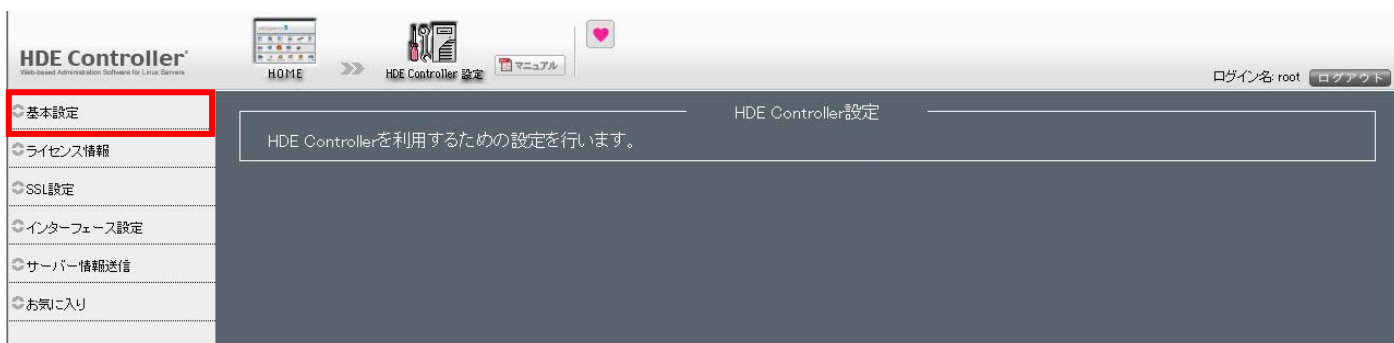 HDE Controller
Web-based Administration Software for Linux Servers
HOME
HDE Controller 設定
マニュアル
ログイン名: root ログアウト
基本設定
ライセンス情報
SSL設定
インターフェース設定
サーバー情報送信
お気に入り
HDE Controller設定
HDE Controllerを利用するための設定を行います。